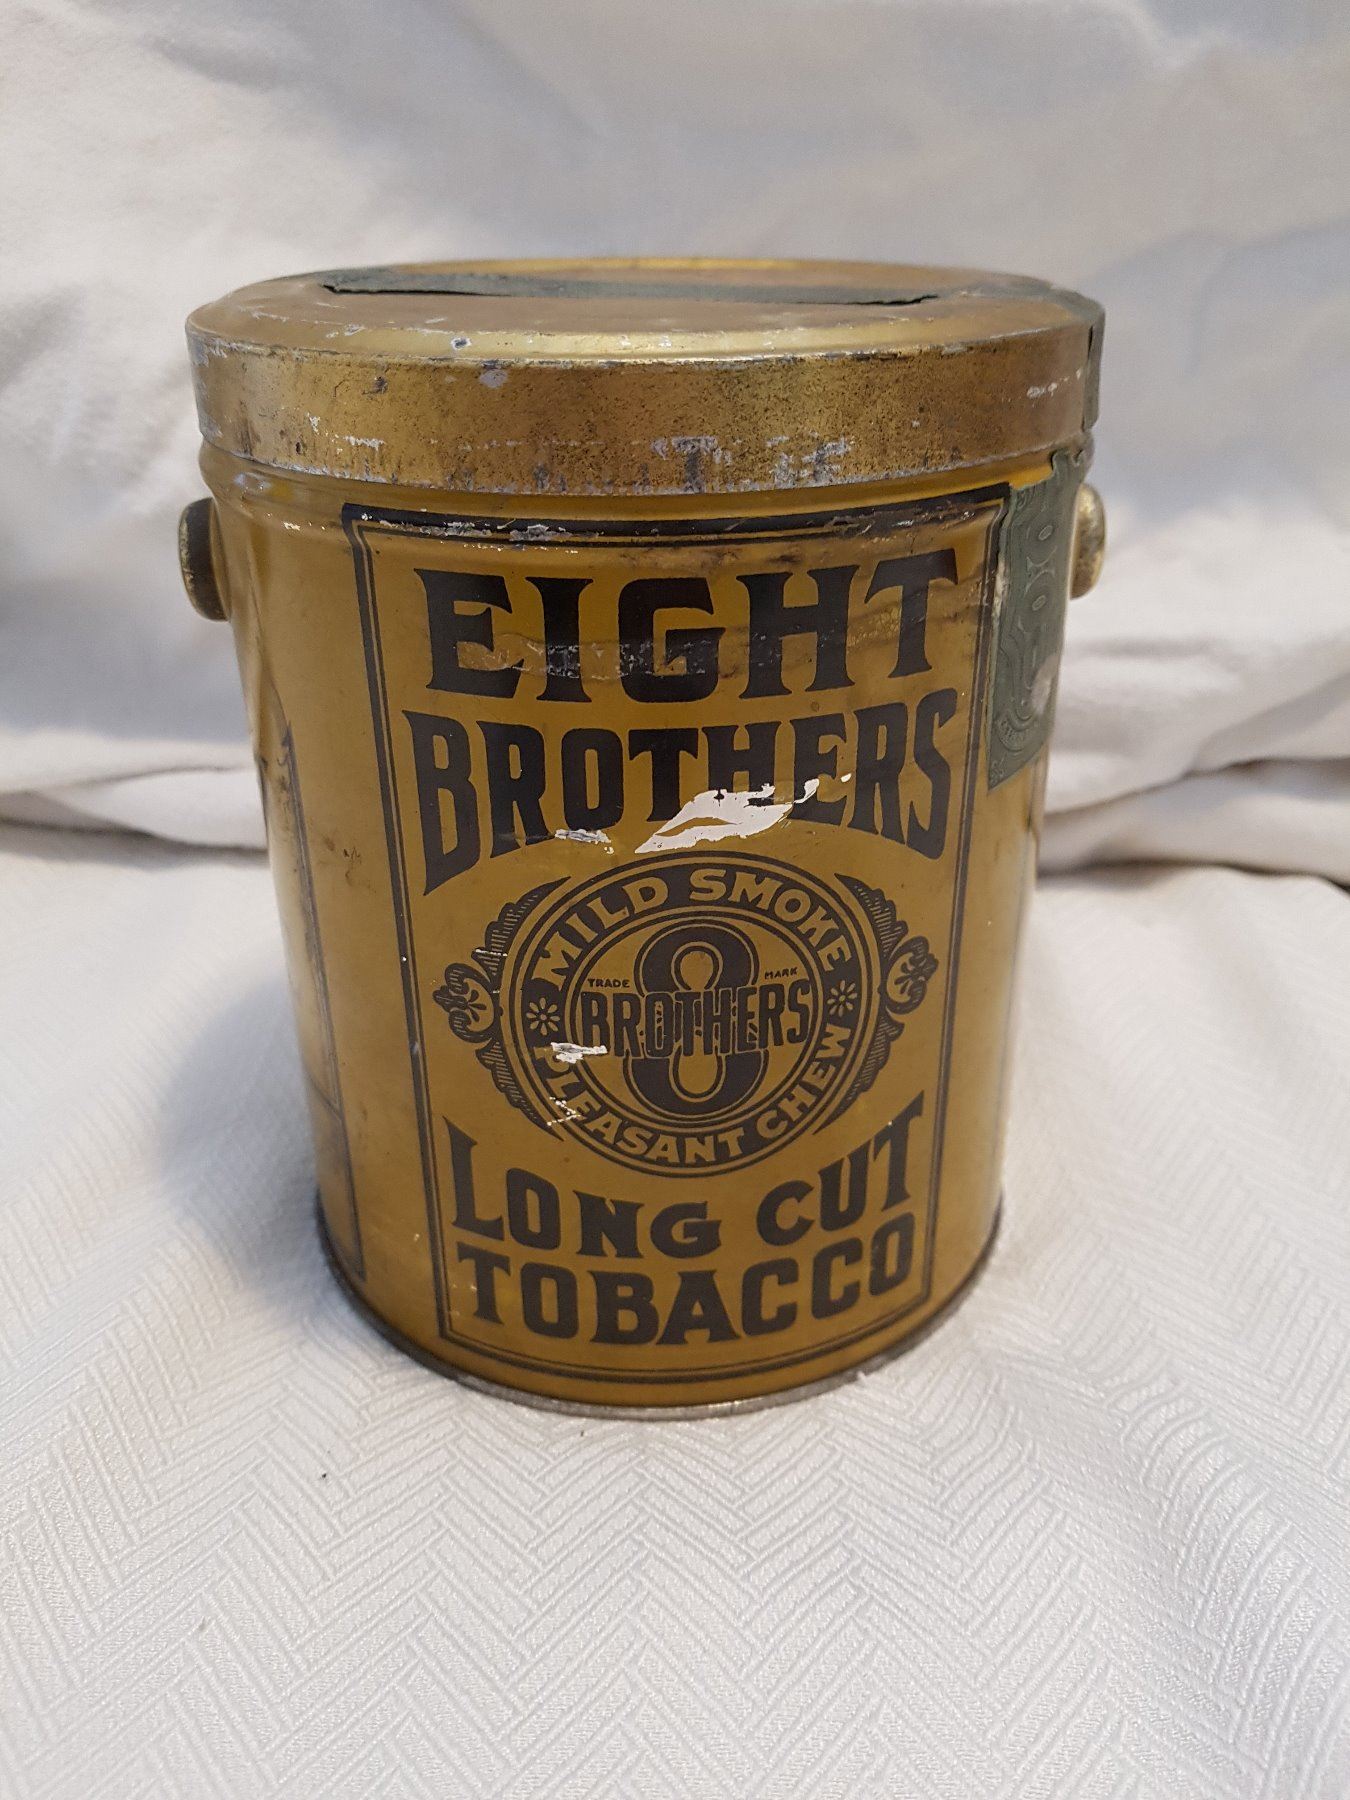 EIGHT
BROTHERS
MILD SMOKE
TRADE MARK
8
BROTHERS
PLEASANT CHEW
LONG CUT
TOBACCO